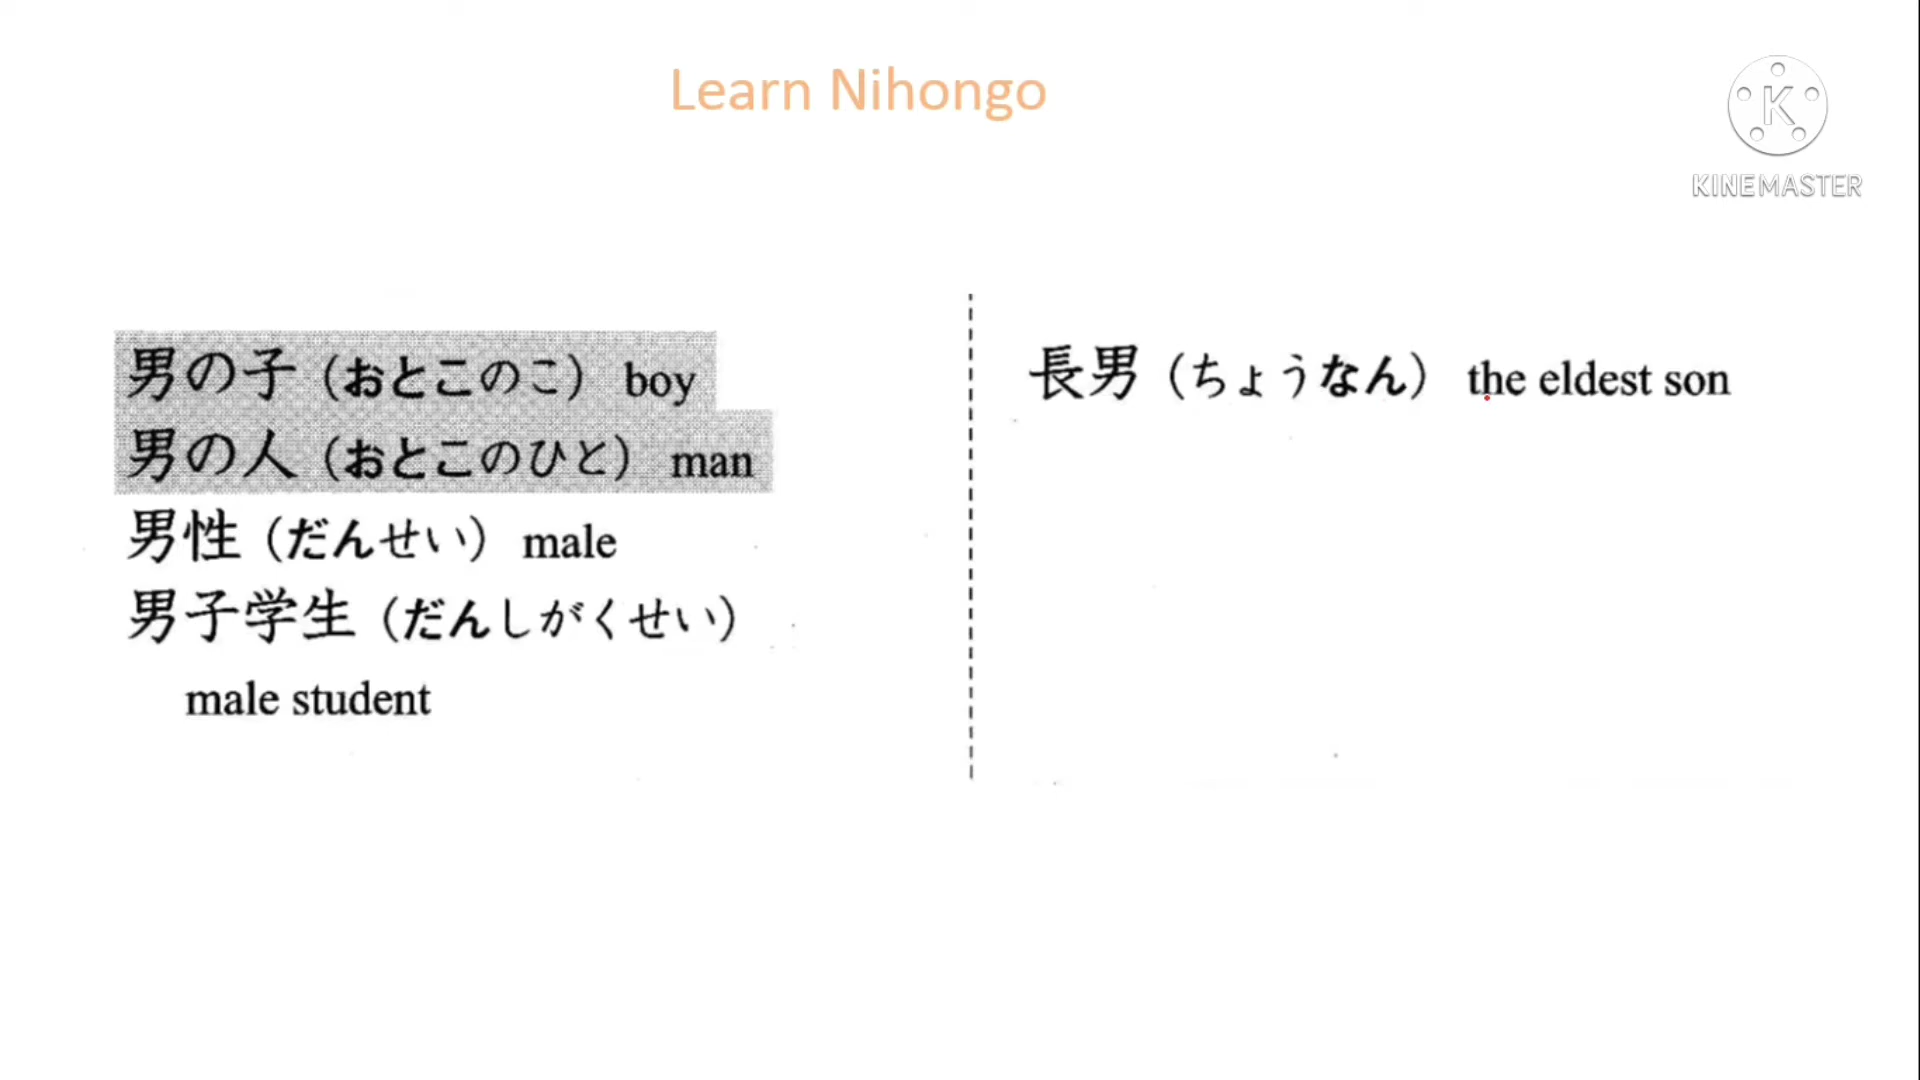 Learn Nihongo
K
KINEMASTER
男の子（おとこのこ） boy
男の人（おとこのひと） man
男性（だんせい） male
男子学生（だんしがくせい）
male student
長男（ちょうなん） the eldest son